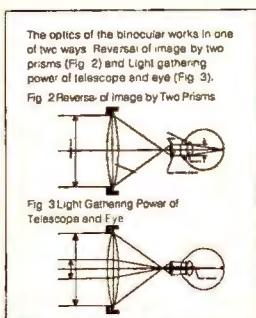 The optics of the binocular works in one
of two ways Reversal of image by two
prisms (Fig 2) and Light gathering
power of telescope and eye (Fig. 3).
Fig 2 Reversal of Image by Two Prisms
Fig 3 Light Gathering Power of
Telescope and Eye